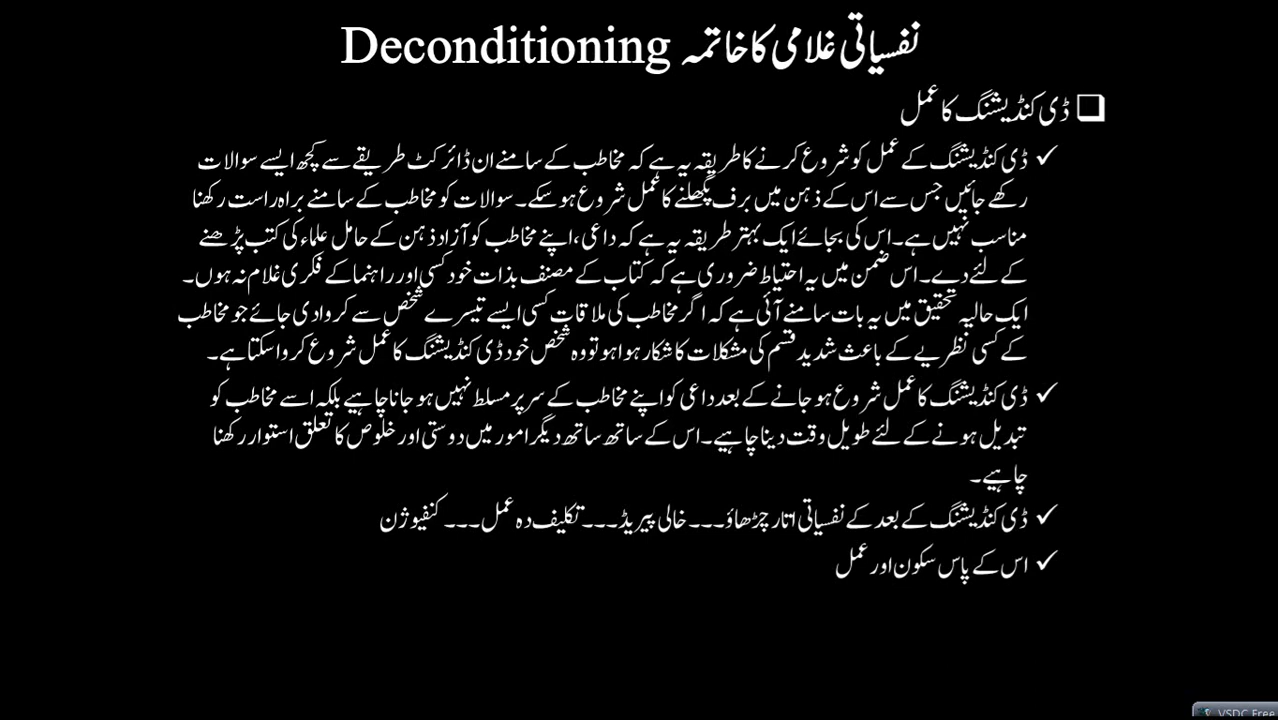 نفسیاتی غلامی کا خاتمہ Deconditioning
ڈی کنڈیشنگ کا عمل
ڈی کنڈیشنگ کے عمل کو شروع کرنے کا طریقہ یہ ہے کہ مخاطب کے سامنے ان ڈائرکٹ طریقے سے کچھ ایسے سوالات
رکھے جائیں جس سے اس کے ذہن میں برف پگھلنے کا عمل شروع ہو سکے۔ سوالات کو مخاطب کے سامنے براہ راست رکھنا
مناسب نہیں ہے۔ اس کی بجائے ایک بہتر طریقہ یہ ہے کہ داعی، اپنے مخاطب کو آزاد ذہن کے حامل علماء کی کتب پڑھنے
کے لئے دے۔ اس ضمن میں یہ احتیاط ضروری ہے کہ کتاب کے مصنف بذات خود کسی اور راہنما کے فکری غلام نہ ہوں۔
ایک حالیہ تحقیق میں یہ بات سامنے آئی ہے کہ اگر مخاطب کی ملاقات کسی ایسے تیسرے شخص سے کروا دی جائے جو مخاطب
کے کسی نظریے کے باعث شدید قسم کی مشکلات کا شکار ہوا ہو تو وہ شخص خود ڈی کنڈیشنگ کا عمل شروع کروا سکتا ہے۔
ڈی کنڈیشنگ کا عمل شروع ہو جانے کے بعد داعی کو اپنے مخاطب کے سر پر مسلط نہیں ہو جانا چاہیے بلکہ اسے مخاطب کو
تبدیل ہونے کے لئے طویل وقت دینا چاہیے۔ اس کے ساتھ ساتھ دیگر امور میں دوستی اور خلوص کا تعلق استوار رکھنا
چاہیے۔
ڈی کنڈیشنگ کے بعد کے نفسیاتی اتار چڑھاؤ۔۔۔ خالی پیریڈ۔۔۔ تکلیف دہ عمل۔۔۔ کنفیوژن
اس کے پاس سکون اور عمل
VSDC Free